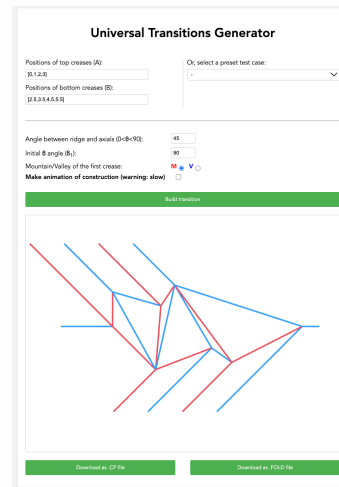 Universal Transitions Generator
Positions of top creases (A):
[0,1,2,3]
Positions of bottom creases (B):
[2.5,3.5,4.5,5.5]
Or, select a preset test case:
-
Angle between ridge and axials (0<θ<90):
45
Initial B angle (B₁):
90
Mountain/Valley of the first crease:
M
V
Make animation of construction (warning: slow)
Build transition
Download as .CP file
Download as .FOLD file